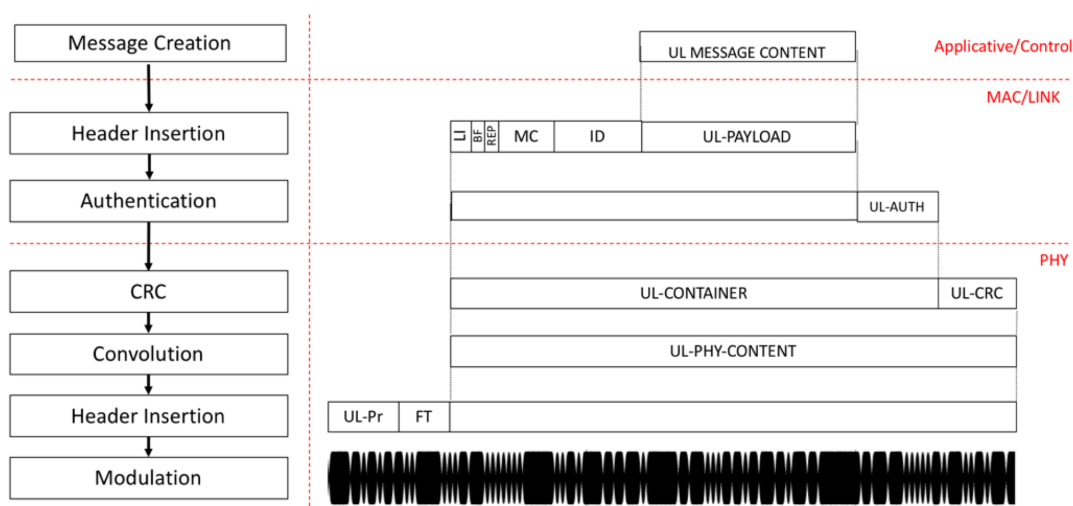 Message Creation
UL MESSAGE CONTENT
Applicative/Control
MAC/LINK
Header Insertion
LI BF REP MC ID UL-PAYLOAD
Authentication
UL-AUTH
PHY
CRC
UL-CONTAINER UL-CRC
Convolution
UL-PHY-CONTENT
Header Insertion
UL-Pr FT
Modulation